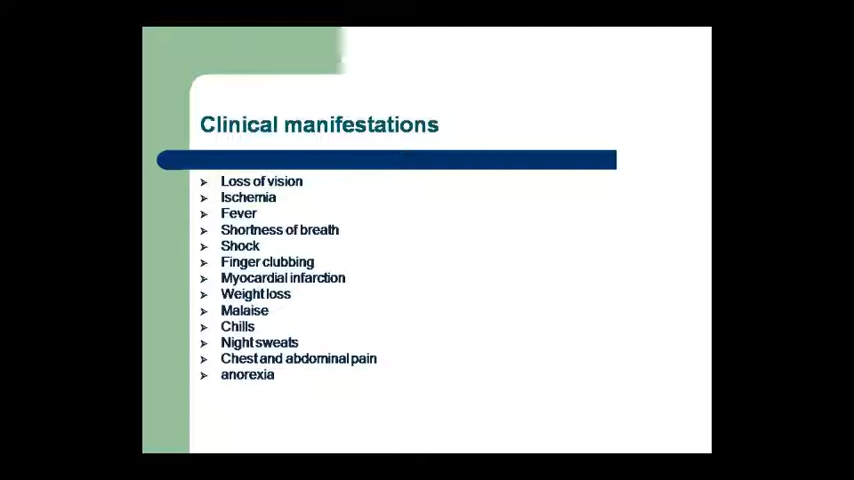 Clinical manifestations
Loss of vision
Ischemia
Fever
Shortness of breath
Shock
Finger clubbing
Myocardial infarction
Weight loss
Malaise
Chills
Night sweats
Chest and abdominal pain
anorexia